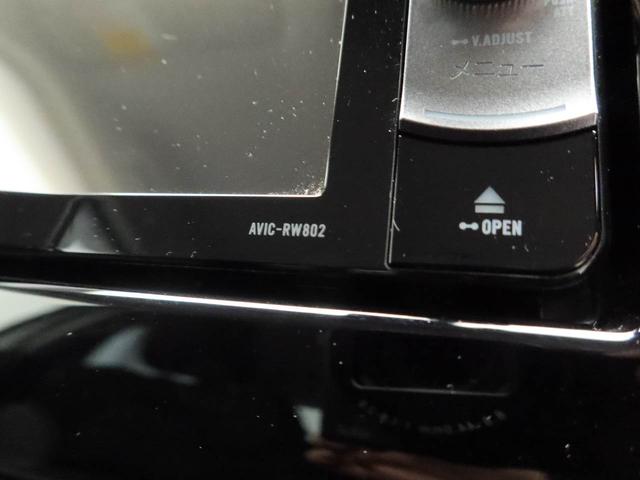 V.ADJUST
メニュー
OPEN
AVIC-RW802